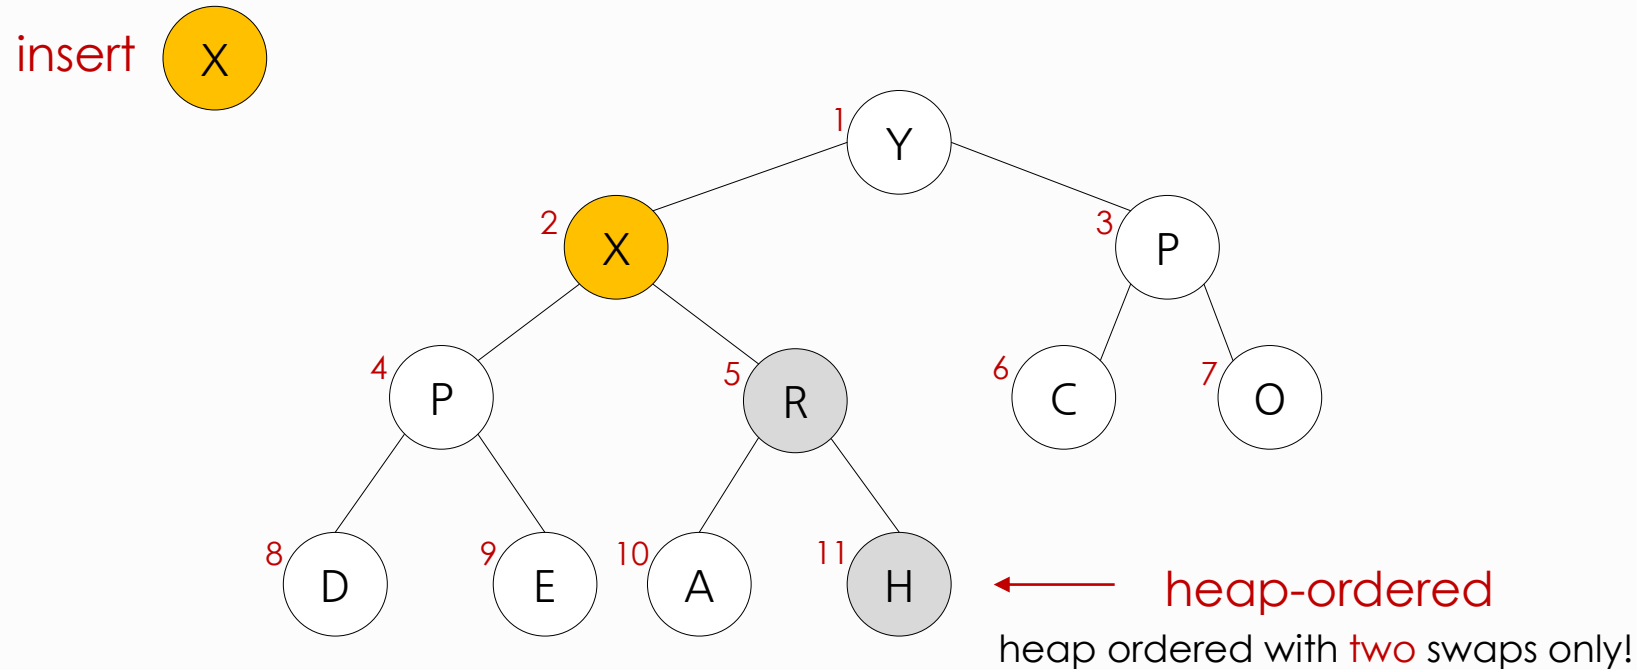 insert X
1 Y
2 X
3 P
4 P
5 R
6 C
7 O
8 D
9 E
10 A
11 H
heap-ordered
heap ordered with two swaps only!